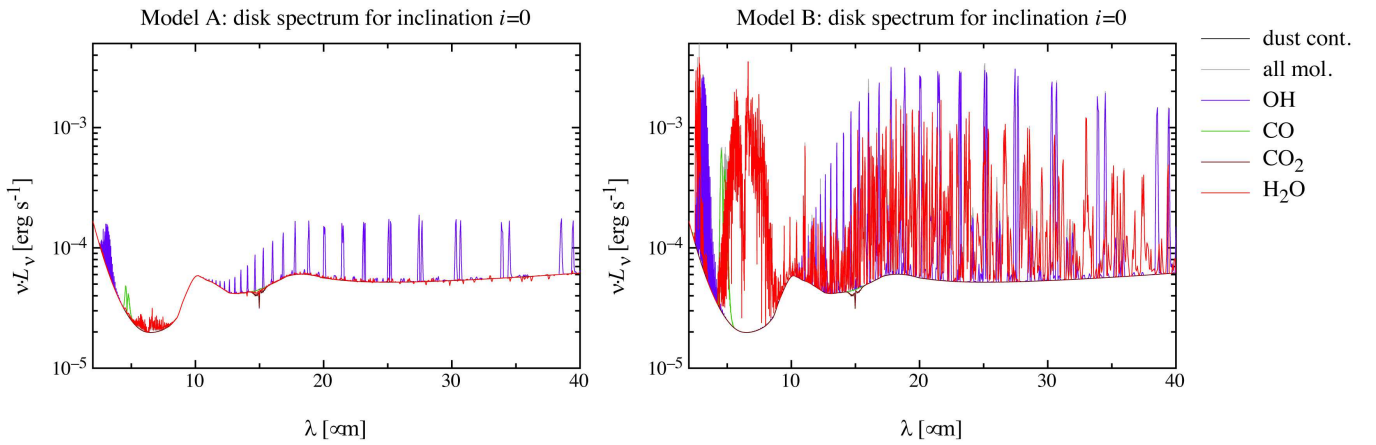 Model A: disk spectrum for inclination i=0
Model B: disk spectrum for inclination i=0
ν·Lν [erg s⁻¹]
10⁻³
10⁻⁴
10⁻⁵
10
20
30
40
λ [∝m]
ν·Lν [erg s⁻¹]
10⁻³
10⁻⁴
10⁻⁵
10
20
30
40
λ [∝m]
dust cont.
all mol.
OH
CO
CO₂
H₂O